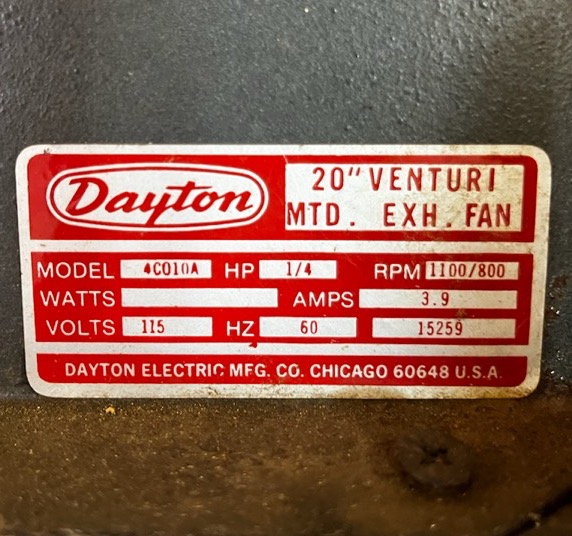 Dayton
20" VENTURI
MTD. EXH. FAN
MODEL 4C010A HP 1/4 RPM 1100/800
WATTS AMPS 3.9
VOLTS 115 HZ 60 15259
DAYTON ELECTRIC MFG. CO. CHICAGO 60648 U.S.A.